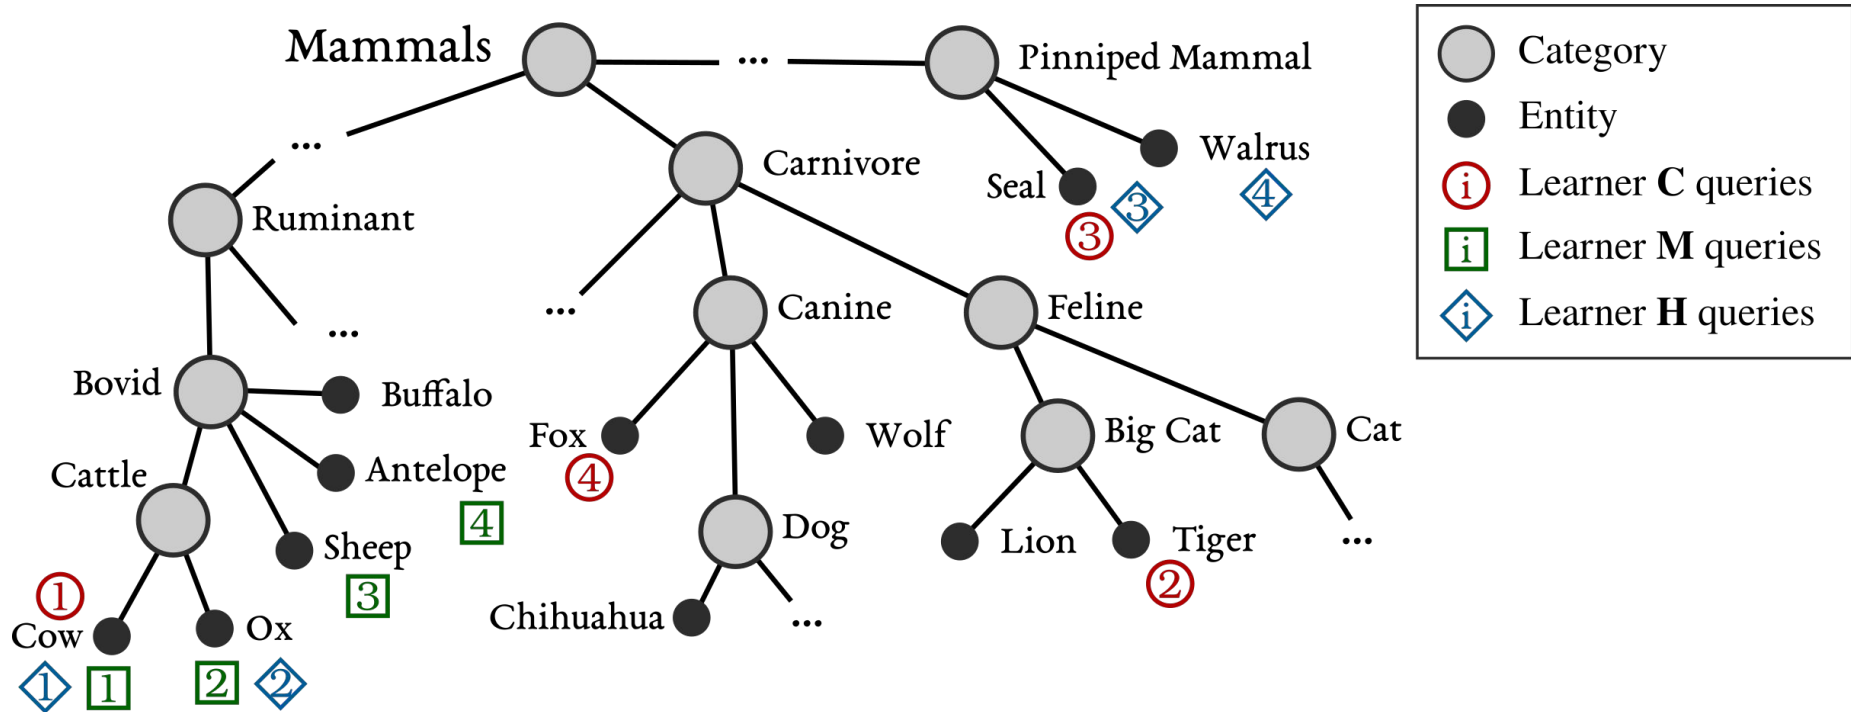 Mammals
...
Pinniped Mammal
...
Carnivore
Walrus
Seal
4
3
3
Ruminant
...
...
Canine
Feline
Bovid
Buffalo
Fox
4
Wolf
Big Cat
Cat
Cattle
Antelope
4
Dog
Lion
Tiger
2
...
Sheep
3
1
Cow
Ox
1
1
2
2
Chihuahua
...
Category
Entity
i Learner C queries
i Learner M queries
i Learner H queries